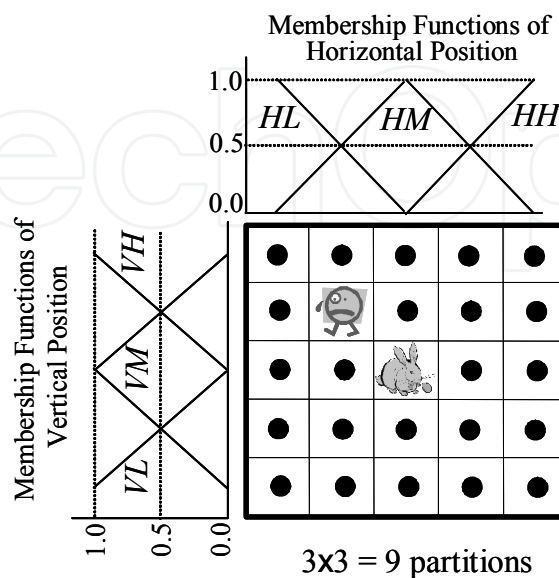 Membership Functions of
Horizontal Position
1.0
HL
HM
HH
0.5
0.0
Membership Functions of
Vertical Position
VH
VM
VL
1.0
0.5
0.0
3x3 = 9 partitions